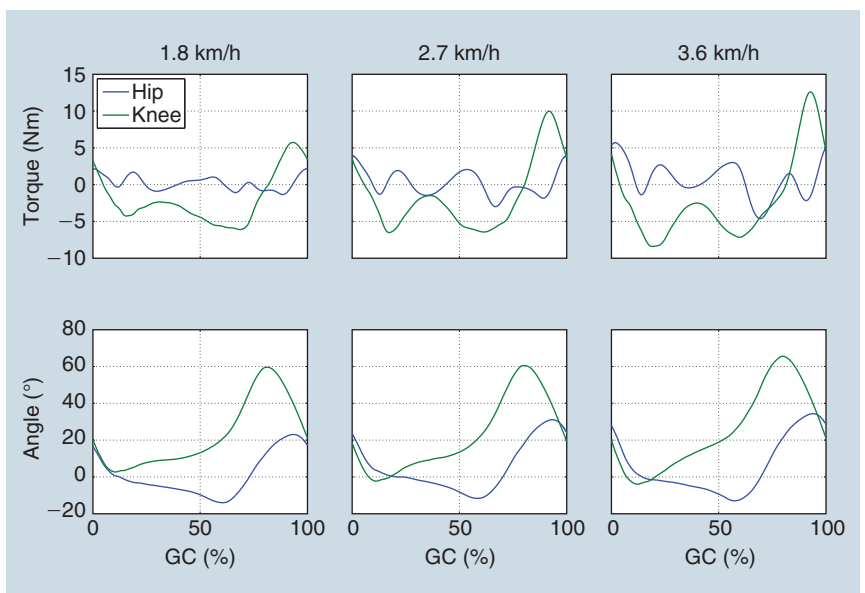 1.8 km/h 2.7 km/h 3.6 km/h
Torque (Nm)
15
10
5
0
−5
−10
Hip
Knee
Angle (°)
80
60
40
20
0
−20
0 50 100 0 50 100 0 50 100
GC (%) GC (%) GC (%)